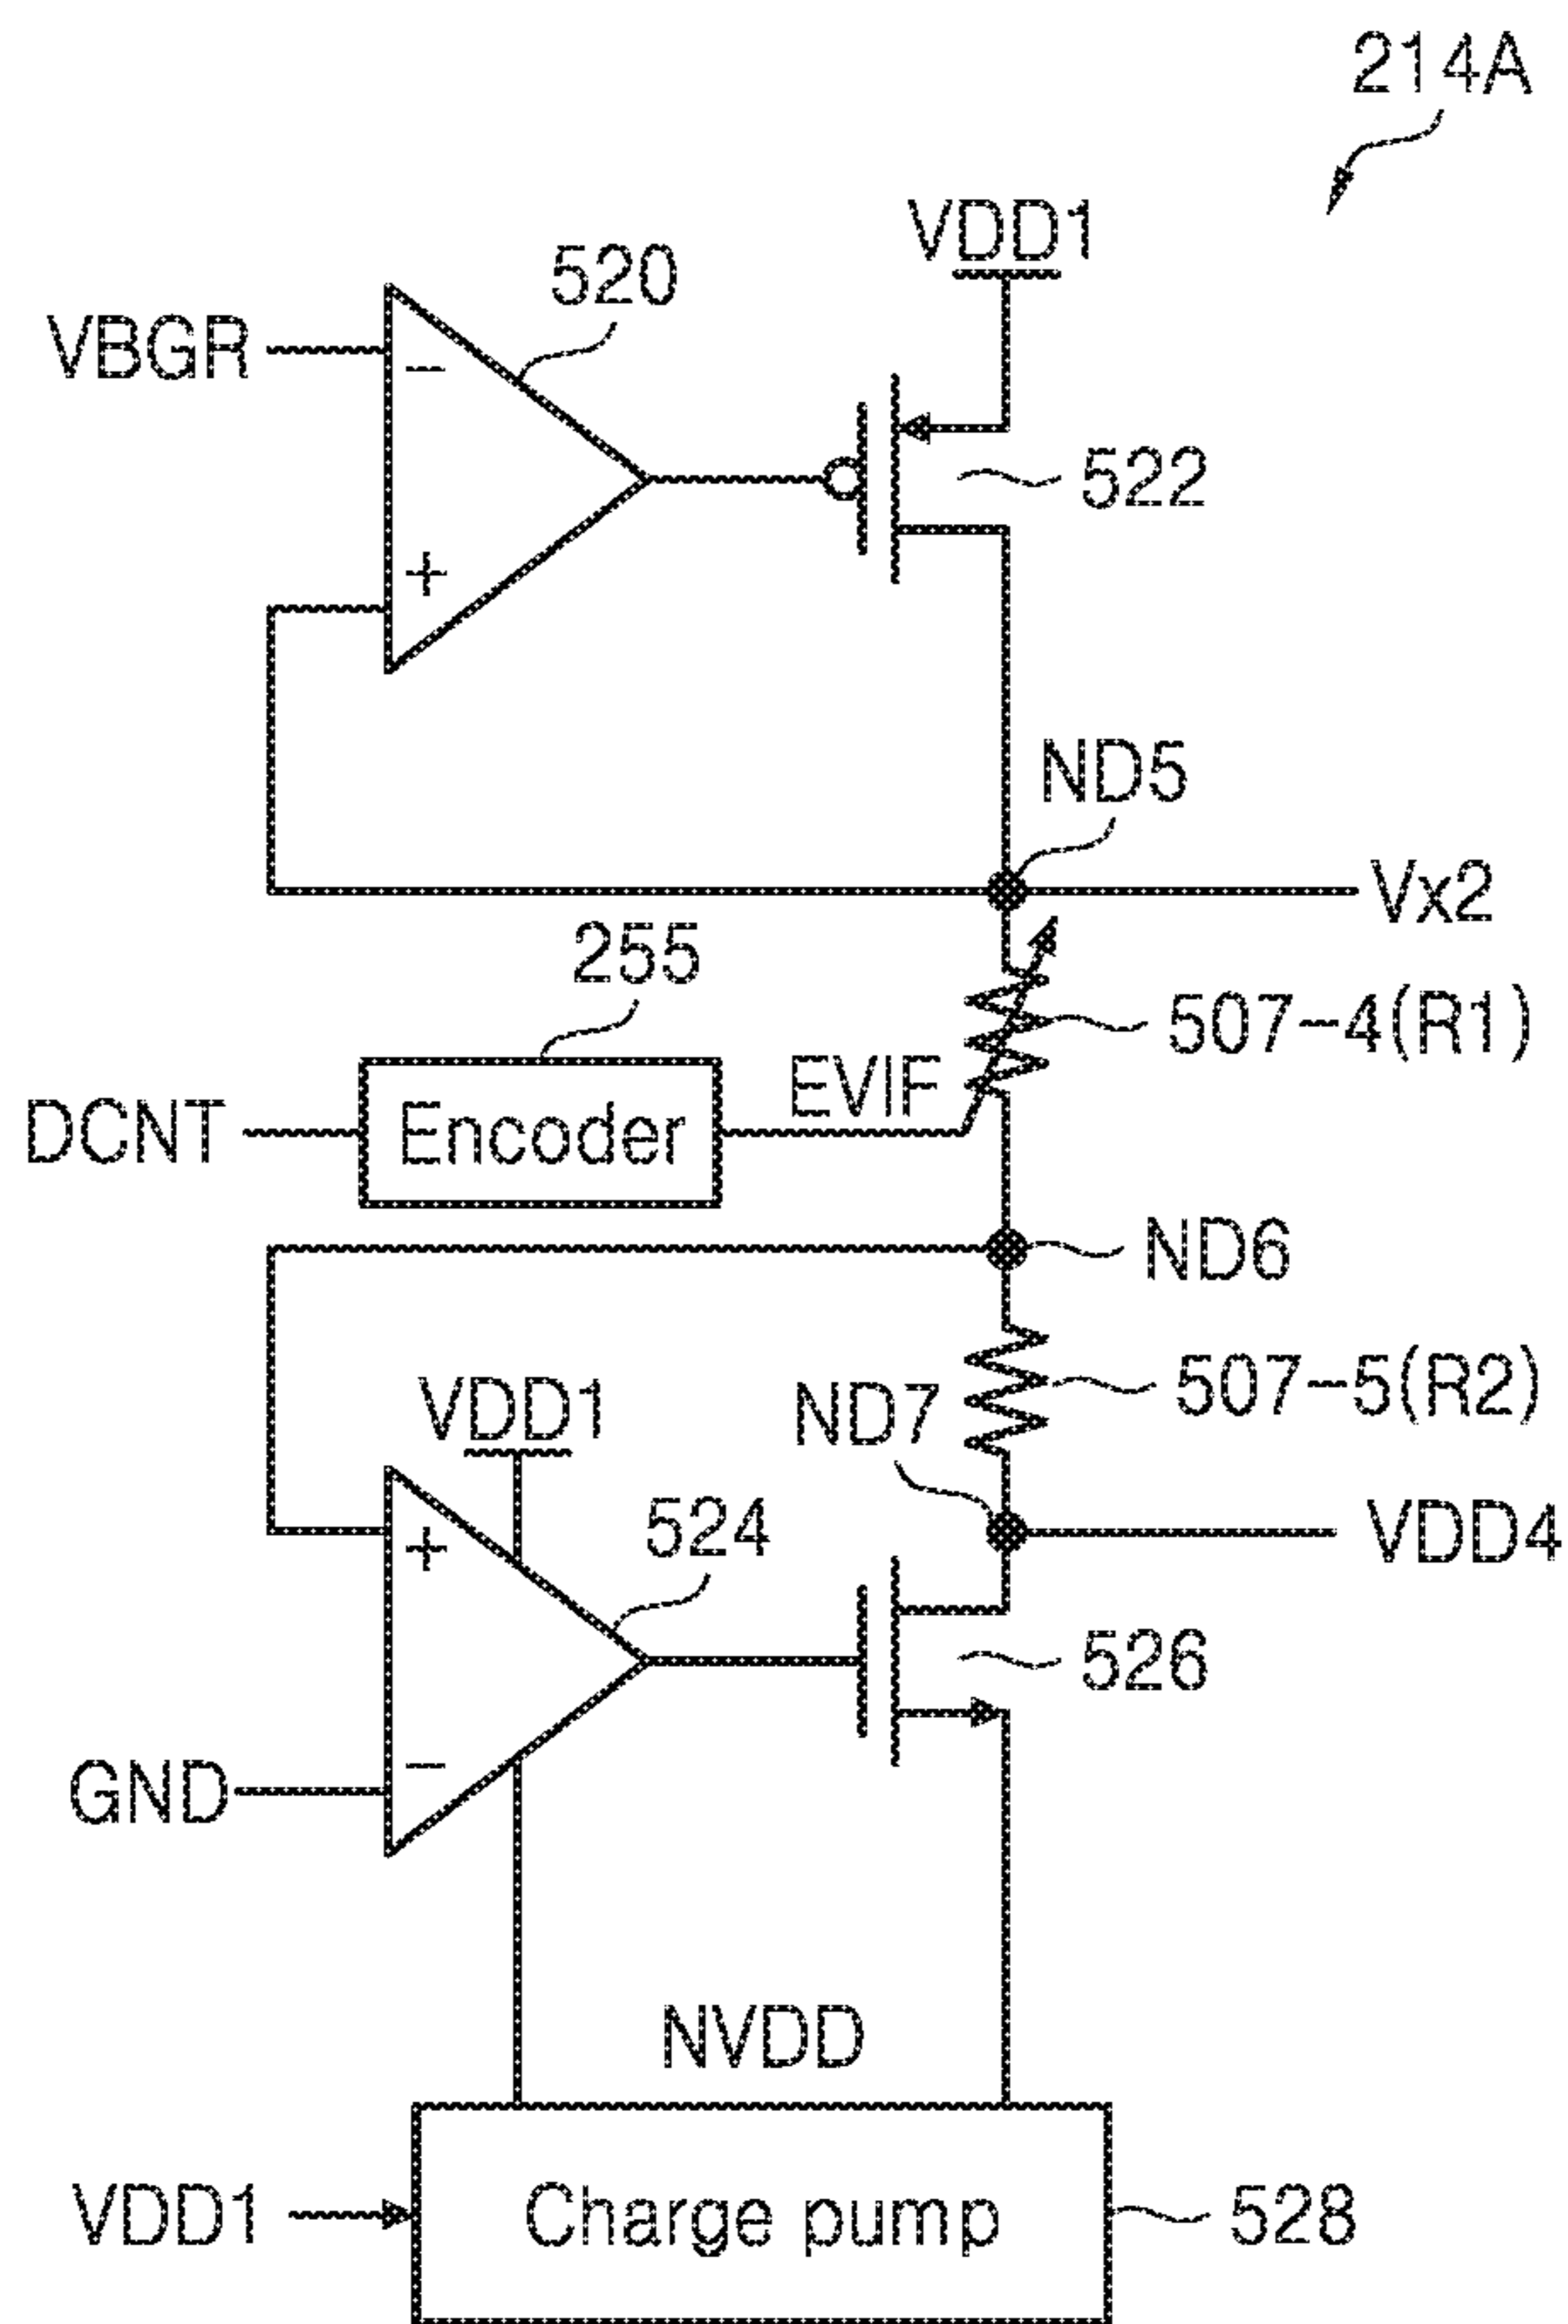 214A
VDD1
520
VBGR
−
522
+
ND5
Vx2
255
507−4(R1)
EVIF
DCNT
Encoder
ND6
507−5(R2)
VDD1
ND7
524
VDD4
+
526
−
GND
NVDD
VDD1
Charge pump
528